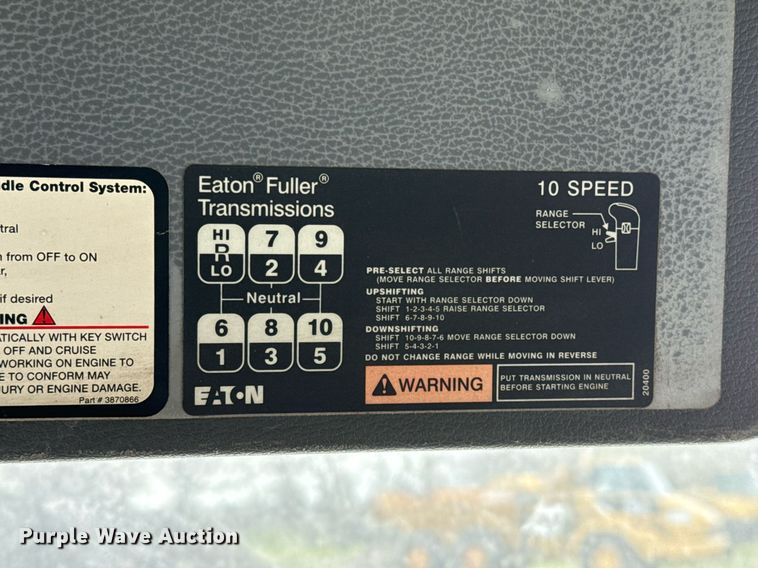 dle Control System:
tral
n from OFF to ON
ar,
if desired
ING
ATICALLY WITH KEY SWITCH
OFF AND CRUISE
WORKING ON ENGINE TO
E TO CONFORM MAY
JURY OR ENGINE DAMAGE.
Part # 3870866
Eaton® Fuller®
Transmissions
10 SPEED
RANGE
SELECTOR
HI
LO
HI 7 9
R
LO 2 4
Neutral
6 8 10
1 3 5
EATON
PRE-SELECT ALL RANGE SHIFTS
(MOVE RANGE SELECTOR BEFORE MOVING SHIFT LEVER)
UPSHIFTING
START WITH RANGE SELECTOR DOWN
SHIFT 1-2-3-4-5 RAISE RANGE SELECTOR
SHIFT 6-7-8-9-10
DOWNSHIFTING
SHIFT 10-9-8-7-6 MOVE RANGE SELECTOR DOWN
SHIFT 5-4-3-2-1
DO NOT CHANGE RANGE WHILE MOVING IN REVERSE
WARNING
PUT TRANSMISSION IN NEUTRAL
BEFORE STARTING ENGINE
20400
Purple Wave Auction